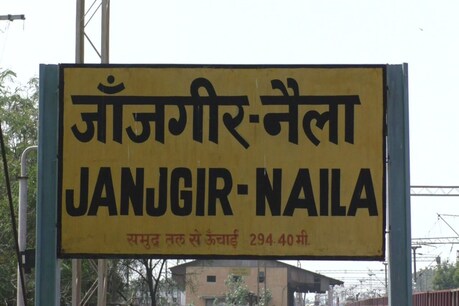 जाँजगीर-नैला
JANJGIR-NAILA
समुद्र तल से ऊंचाई 294.40 मी.